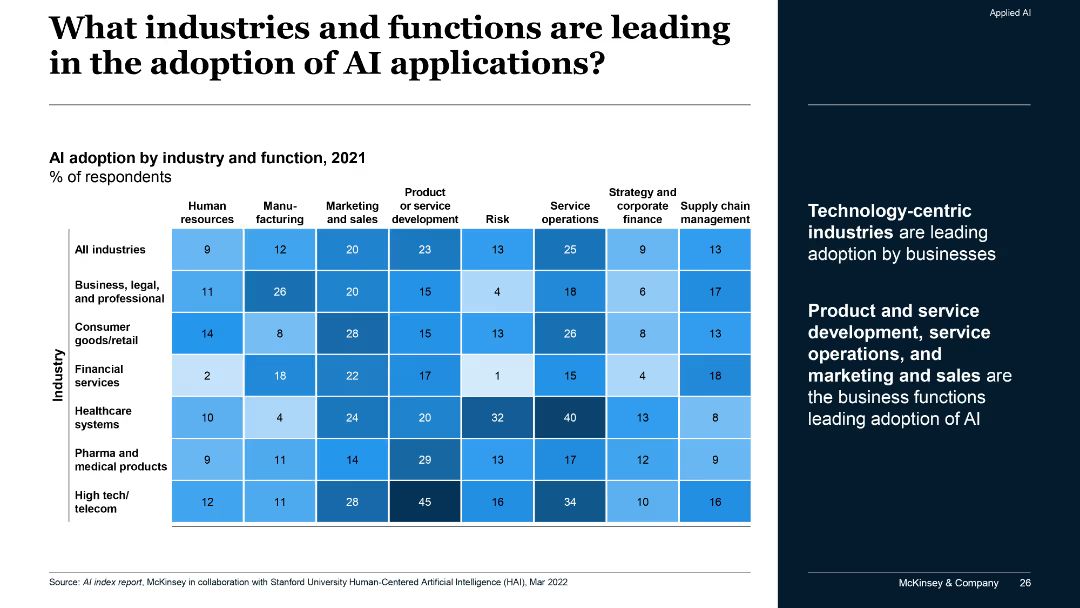 What industries and functions are leading
in the adoption of AI applications?
Applied AI
AI adoption by industry and function, 2021
% of respondents
Human
resources
Manu-
facturing
Marketing
and sales
Product
or service
development
Risk
Service
operations
Strategy and
corporate
finance
Supply chain
management
Industry
All industries 9 12 20 23 13 25 9 13
Business, legal,
and professional 11 26 20 15 4 18 6 17
Consumer
goods/retail 14 8 28 15 13 26 8 13
Financial
services 2 18 22 17 1 15 4 18
Healthcare
systems 10 4 24 20 32 40 13 8
Pharma and
medical products 9 11 14 29 13 17 12 9
High tech/
telecom 12 11 28 45 16 34 10 16
Technology-centric
industries are leading
adoption by businesses
Product and service
development, service
operations, and
marketing and sales are
the business functions
leading adoption of AI
Source: AI index report, McKinsey in collaboration with Stanford University Human-Centered Artificial Intelligence (HAI), Mar 2022
McKinsey & Company 26